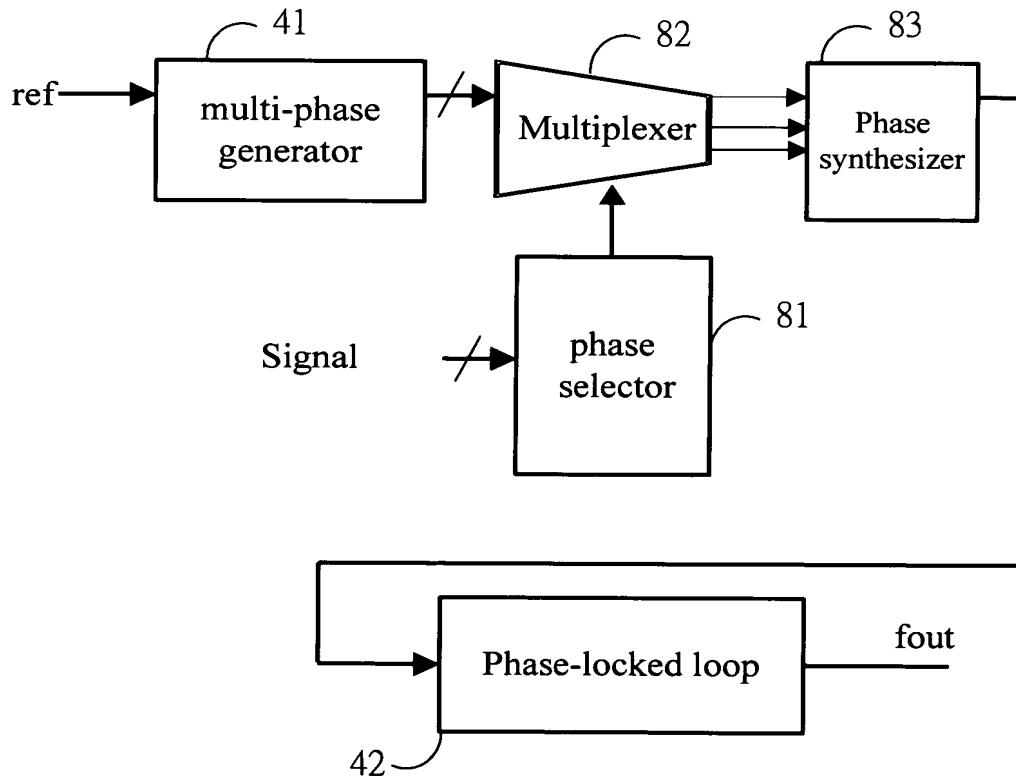 41
82
83
ref
multi-phase
generator
Multiplexer
Phase
synthesizer
81
Signal
phase
selector
fout
Phase-locked loop
42